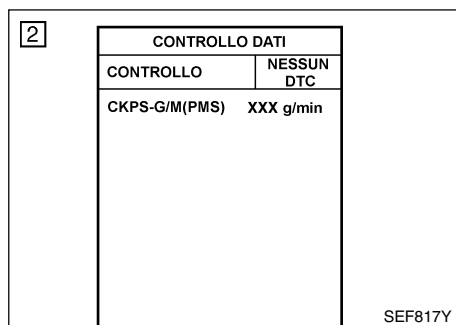 2
CONTROLLO DATI
CONTROLLO NESSUN DTC
CKPS-G/M(PMS) XXX g/min
SEF817Y